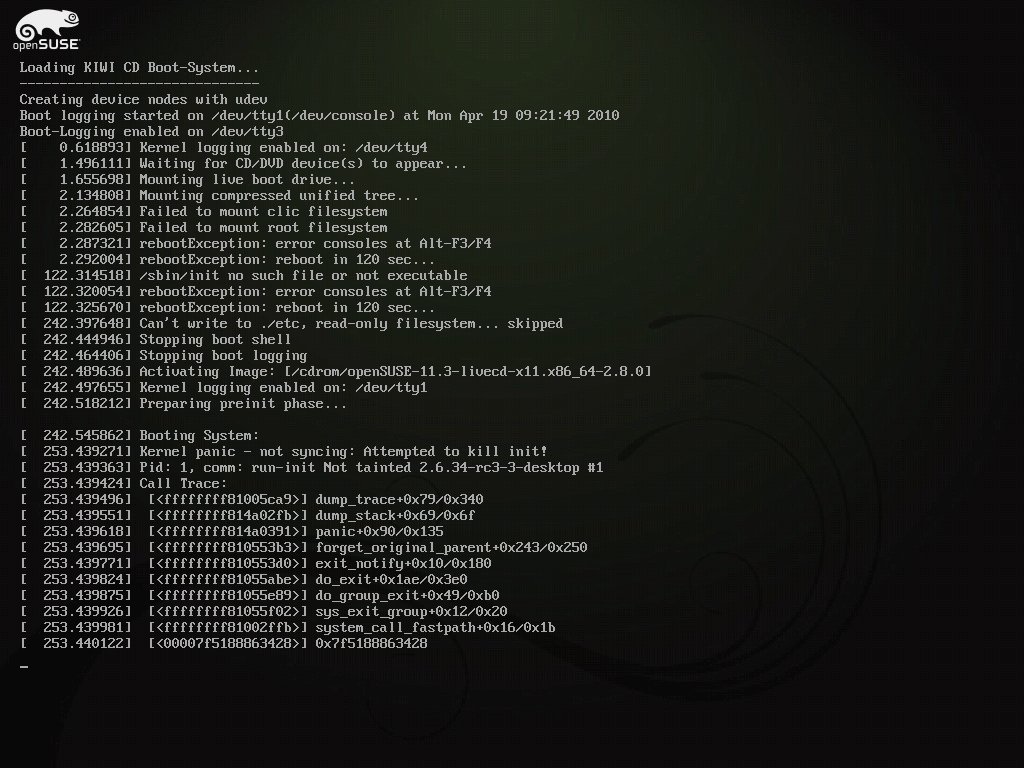 openSUSE
Loading KIWI CD Boot-System...
------------------------------
Creating device nodes with udev
Boot logging started on /dev/tty1(/dev/console) at Mon Apr 19 09:21:49 2010
Boot-Logging enabled on /dev/tty3
[    0.618893] Kernel logging enabled on: /dev/tty4
[    1.496111] Waiting for CD/DVD device(s) to appear...
[    1.655698] Mounting live boot drive...
[    2.134808] Mounting compressed unified tree...
[    2.264854] Failed to mount clic filesystem
[    2.282605] Failed to mount root filesystem
[    2.287321] rebootException: error consoles at Alt-F3/F4
[    2.292004] rebootException: reboot in 120 sec...
[  122.314518] /sbin/init no such file or not executable
[  122.320054] rebootException: error consoles at Alt-F3/F4
[  122.325670] rebootException: reboot in 120 sec...
[  242.397648] Can't write to ./etc, read-only filesystem... skipped
[  242.444946] Stopping boot shell
[  242.464406] Stopping boot logging
[  242.489636] Activating Image: [/cdrom/openSUSE-11.3-livecd-x11.x86_64-2.8.0]
[  242.497655] Kernel logging enabled on: /dev/tty1
[  242.518212] Preparing preinit phase...
[  242.545862] Booting System:
[  253.439271] Kernel panic - not syncing: Attempted to kill init!
[  253.439363] Pid: 1, comm: run-init Not tainted 2.6.34-rc3-3-desktop #1
[  253.439424] Call Trace:
[  253.439496]  [<ffffffff81005ca9>] dump_trace+0x79/0x340
[  253.439551]  [<ffffffff814a02fb>] dump_stack+0x69/0x6f
[  253.439618]  [<ffffffff814a0391>] panic+0x90/0x135
[  253.439695]  [<ffffffff810553b3>] forget_original_parent+0x243/0x250
[  253.439771]  [<ffffffff810553d0>] exit_notify+0x10/0x180
[  253.439824]  [<ffffffff81055abe>] do_exit+0x1ae/0x3e0
[  253.439875]  [<ffffffff81055e89>] do_group_exit+0x49/0xb0
[  253.439926]  [<ffffffff81055f02>] sys_exit_group+0x12/0x20
[  253.439981]  [<ffffffff81002ffb>] system_call_fastpath+0x16/0x1b
[  253.440122]  [<00007f5188863428>] 0x7f5188863428
_